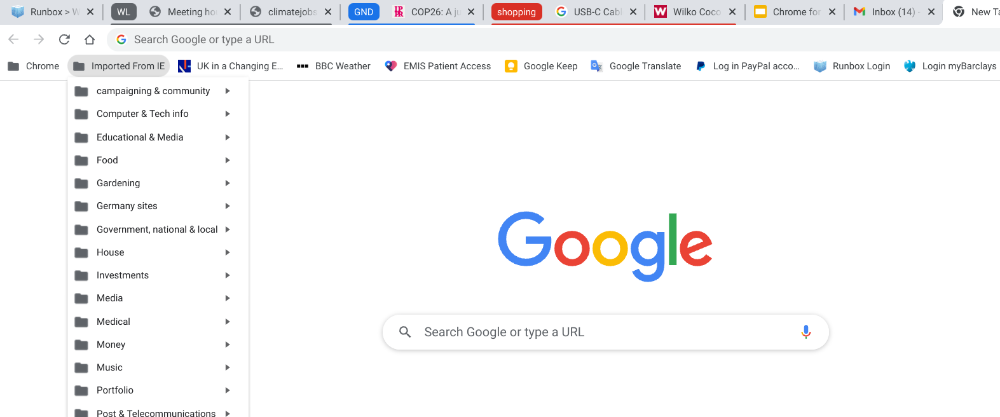 Runbox > W WL Meeting ho climatejobs GND COP26: A ju shopping USB-C Cabl Wilko Coco Chrome for Inbox (14) - New Ta
Search Google or type a URL
Chrome Imported From IE UK in a Changing E... BBC Weather EMIS Patient Access Google Keep Google Translate Log in PayPal acco... Runbox Login Login myBarclays
campaigning & community
Computer & Tech info
Educational & Media
Food
Gardening
Germany sites
Government, national & local
House
Investments
Media
Medical
Money
Music
Portfolio
Post & Telecommunications
Google
Search Google or type a URL